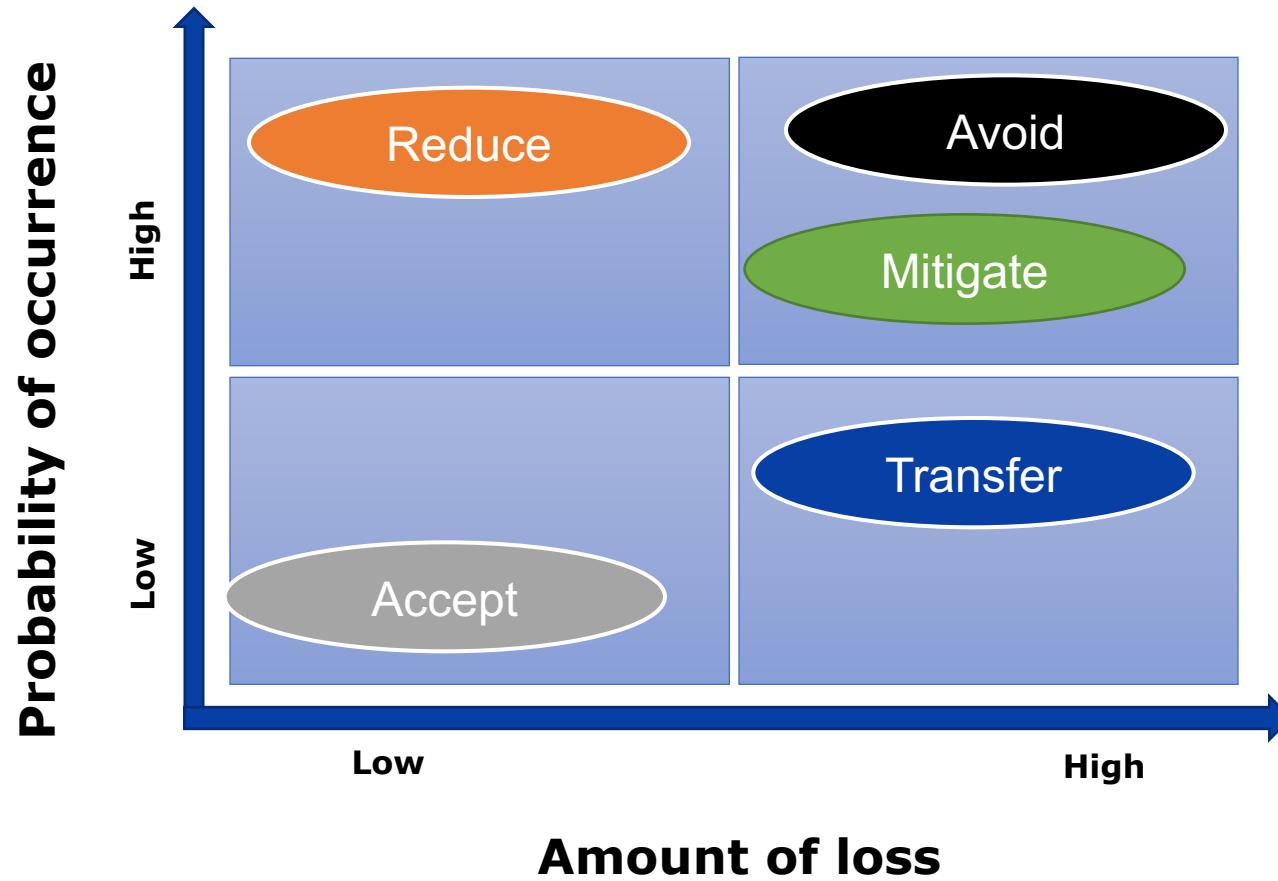 Probability of occurrence
High
Low
Reduce
Avoid
Mitigate
Transfer
Accept
Low
High
Amount of loss